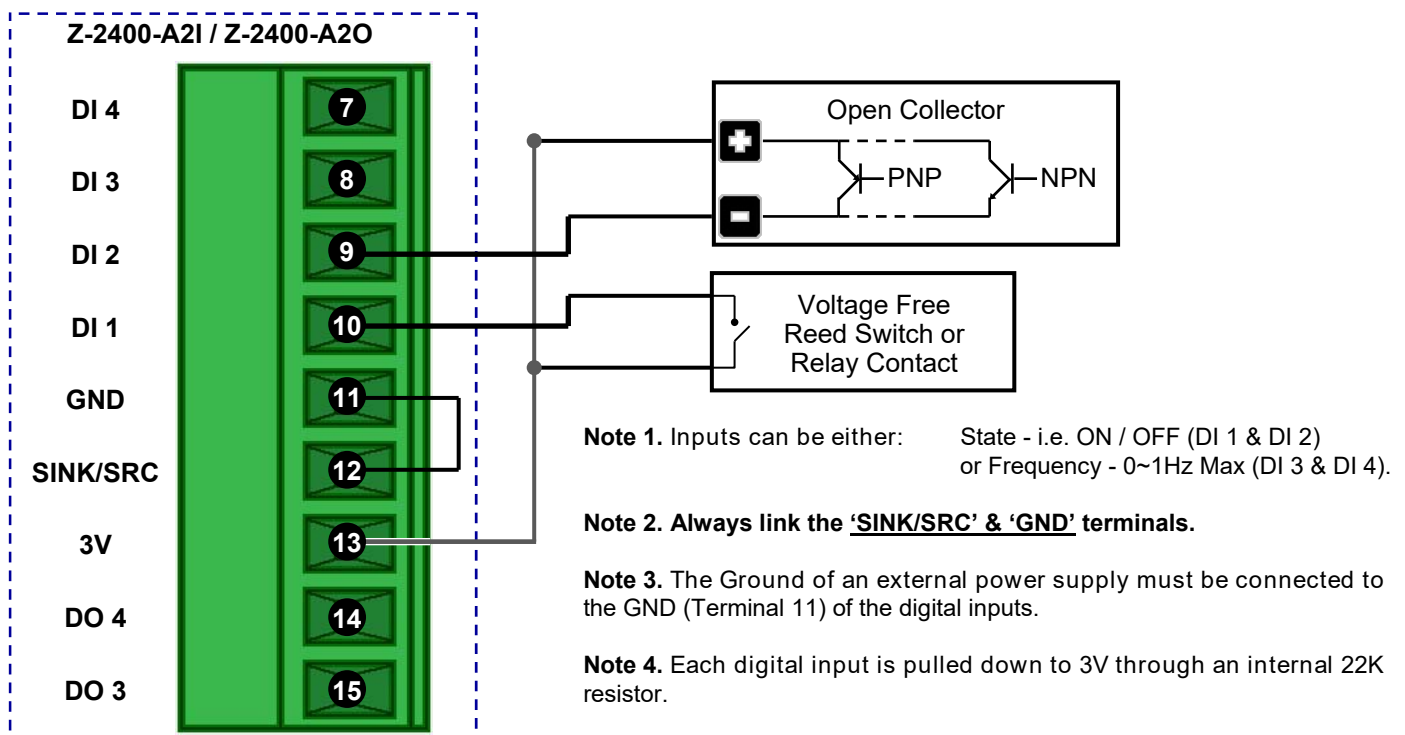 Z-2400-A2I / Z-2400-A2O
DI 4
7
DI 3
8
DI 2
9
DI 1
10
GND
11
SINK/SRC
12
3V
13
DO 4
14
DO 3
15
Open Collector
+
PNP
NPN
-
Voltage Free
Reed Switch or
Relay Contact
Note 1. Inputs can be either: State - i.e. ON / OFF (DI 1 & DI 2)
or Frequency - 0~1Hz Max (DI 3 & DI 4).
Note 2. Always link the ‘SINK/SRC’ & ‘GND’ terminals.
Note 3. The Ground of an external power supply must be connected to
the GND (Terminal 11) of the digital inputs.
Note 4. Each digital input is pulled down to 3V through an internal 22K
resistor.